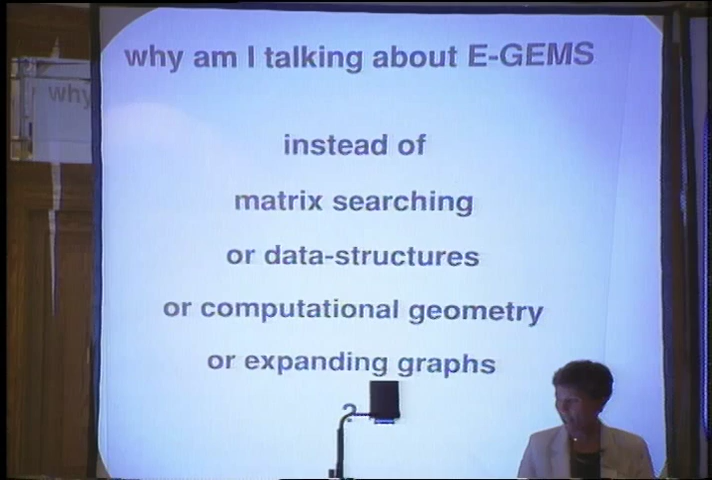 why am I talking about E-GEMS
why
instead of
matrix searching
or data-structures
or computational geometry
or expanding graphs
?